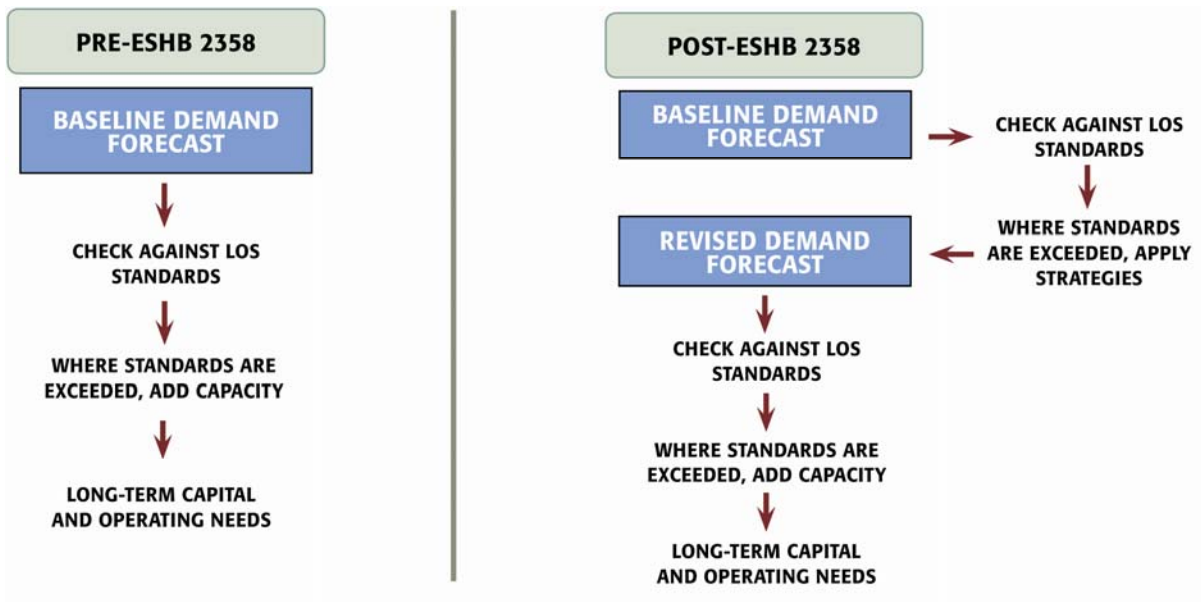 PRE-ESHB 2358
BASELINE DEMAND
FORECAST
CHECK AGAINST LOS
STANDARDS
WHERE STANDARDS ARE
EXCEEDED, ADD CAPACITY
LONG-TERM CAPITAL
AND OPERATING NEEDS
POST-ESHB 2358
BASELINE DEMAND
FORECAST
CHECK AGAINST LOS
STANDARDS
WHERE STANDARDS
ARE EXCEEDED, APPLY
STRATEGIES
REVISED DEMAND
FORECAST
CHECK AGAINST LOS
STANDARDS
WHERE STANDARDS ARE
EXCEEDED, ADD CAPACITY
LONG-TERM CAPITAL
AND OPERATING NEEDS